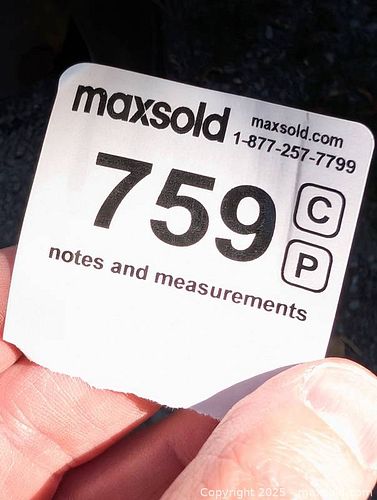 maxsold
maxsold.com
1-877-257-7799
759
C
P
notes and measurements